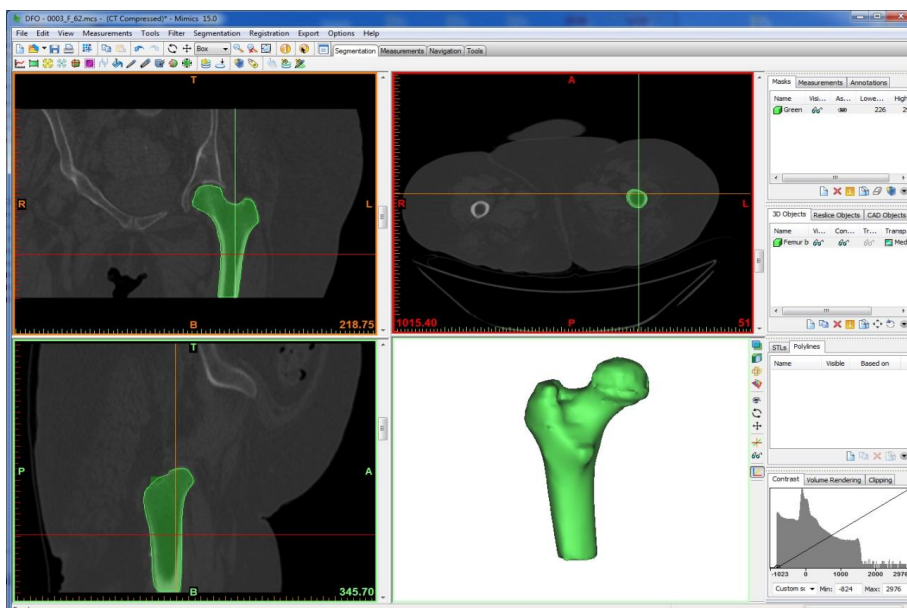 DFO - 0003_F_62.mcs - (CT Compressed)* - Mimics 15.0
File Edit View Measurements Tools Filter Segmentation Registration Export Options Help
Box Segmentation Measurements Navigation Tools
T
R
L
B
218.75
A
R
L
P
1015.40
51
T
P
A
B
345.70
Masks Measurements Annotations
Name Visi... As... Lowe... High
Green 226
3D Objects Reslice Objects CAD Objects
Name Vi... Con... Tr... Transp
Femur b Med
STLs Polylines
Name Visible Based on
Contrast Volume Rendering Clipping
-1023 0 1000 2000 2976
Custom sc Min: -824 Max: 2976